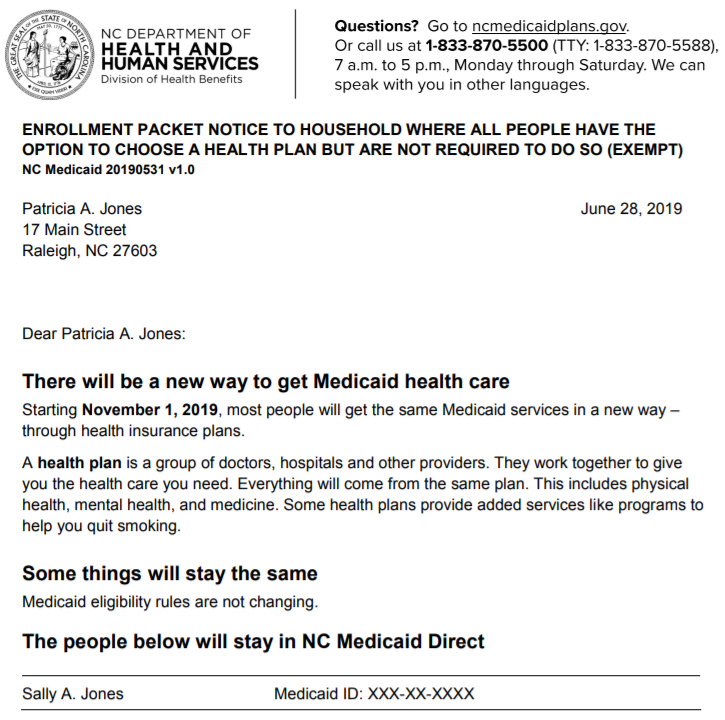 NC DEPARTMENT OF
HEALTH AND
HUMAN SERVICES
Division of Health Benefits
Questions? Go to ncmedicaidplans.gov.
Or call us at 1-833-870-5500 (TTY: 1-833-870-5588),
7 a.m. to 5 p.m., Monday through Saturday. We can
speak with you in other languages.
ENROLLMENT PACKET NOTICE TO HOUSEHOLD WHERE ALL PEOPLE HAVE THE
OPTION TO CHOOSE A HEALTH PLAN BUT ARE NOT REQUIRED TO DO SO (EXEMPT)
NC Medicaid 20190531 v1.0
Patricia A. Jones
June 28, 2019
17 Main Street
Raleigh, NC 27603
Dear Patricia A. Jones:
There will be a new way to get Medicaid health care
Starting November 1, 2019, most people will get the same Medicaid services in a new way –
through health insurance plans.
A health plan is a group of doctors, hospitals and other providers. They work together to give
you the health care you need. Everything will come from the same plan. This includes physical
health, mental health, and medicine. Some health plans provide added services like programs to
help you quit smoking.
Some things will stay the same
Medicaid eligibility rules are not changing.
The people below will stay in NC Medicaid Direct
Sally A. Jones Medicaid ID: XXX-XX-XXXX